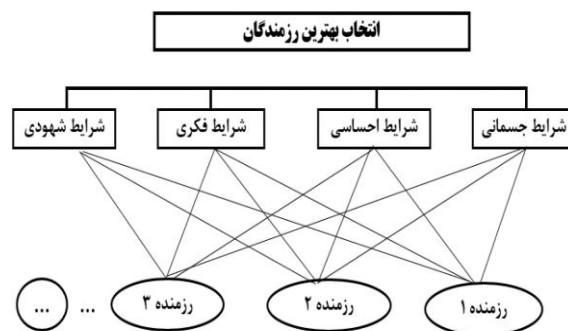 انتخاب بهترین رزمندگان
شرایط جسمانی
شرایط احساسی
شرایط فکری
شرایط شهودی
رزمنده ۱
رزمنده ۲
رزمنده ۳
...
...